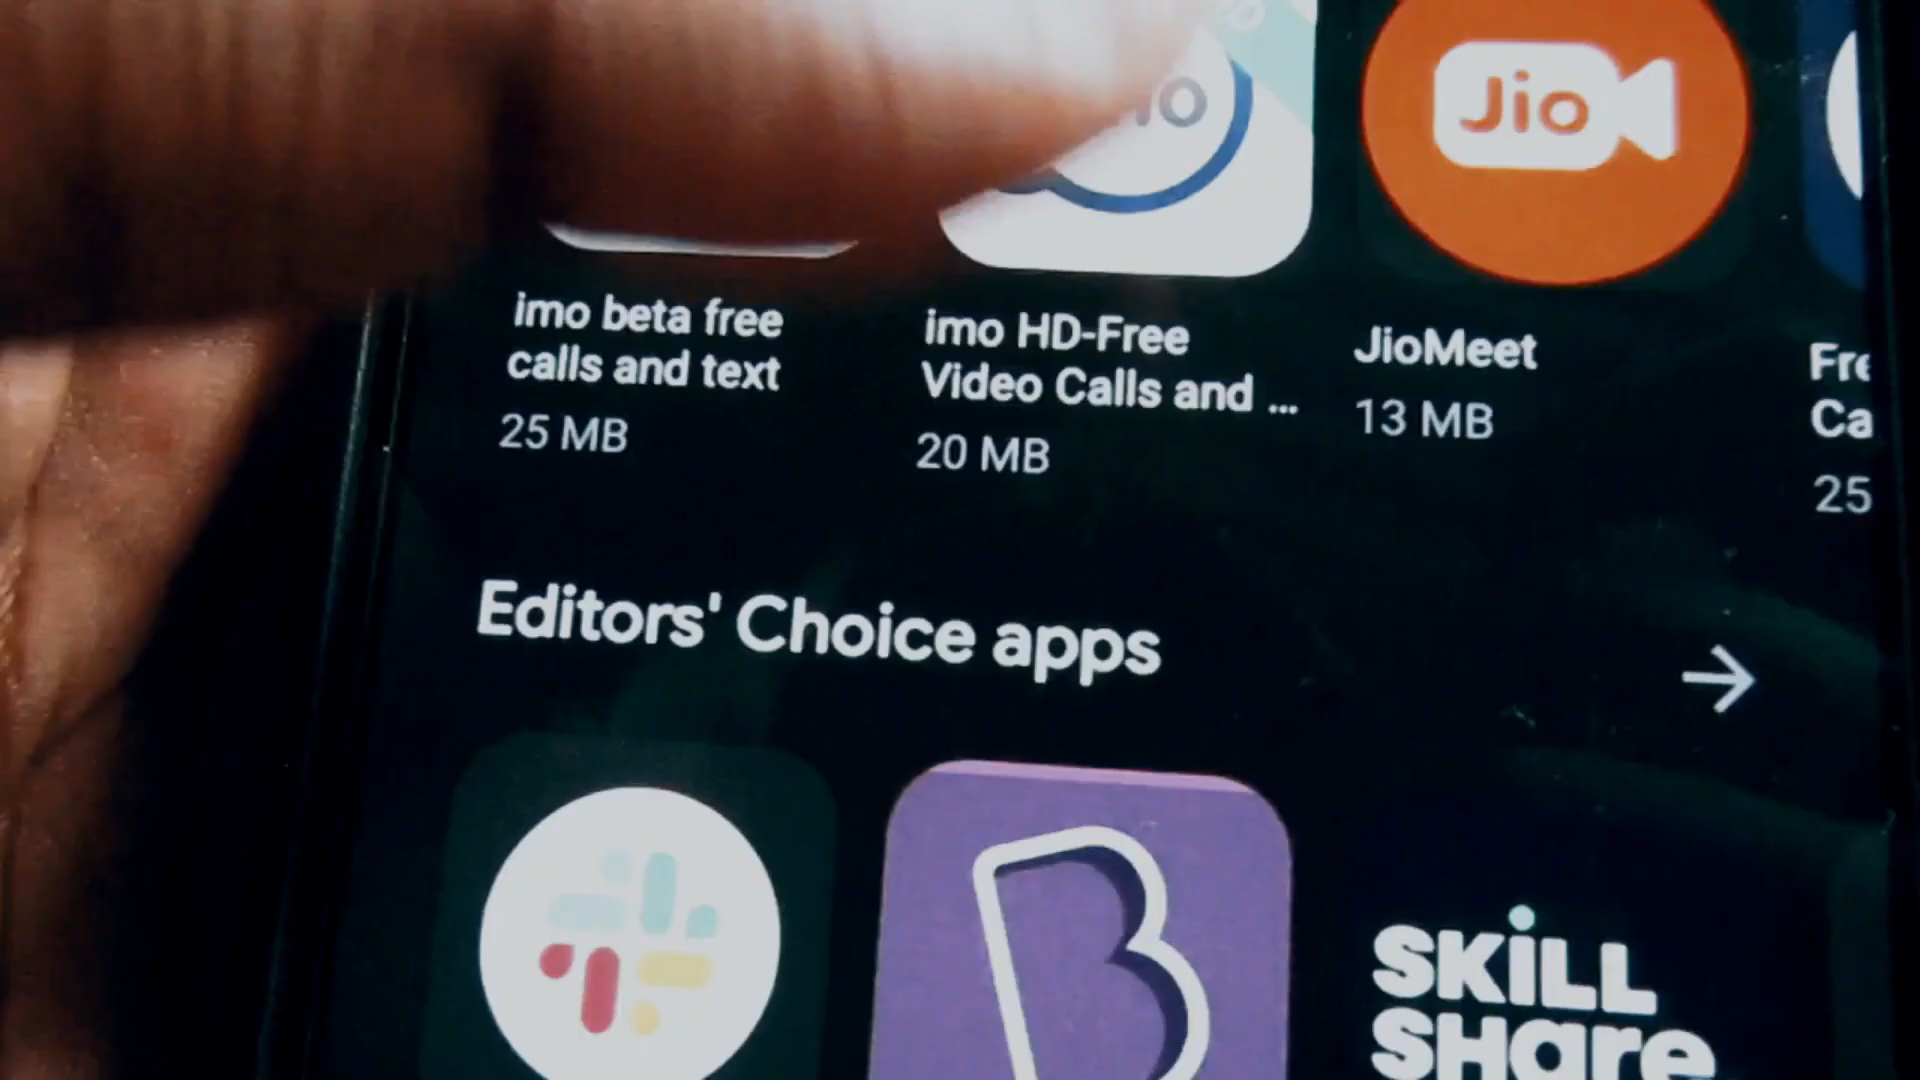 Jio
imo beta free
calls and text
25 MB
imo HD-Free
Video Calls and ...
20 MB
JioMeet
13 MB
25
Editors' Choice apps
B
SKiLL
SHare